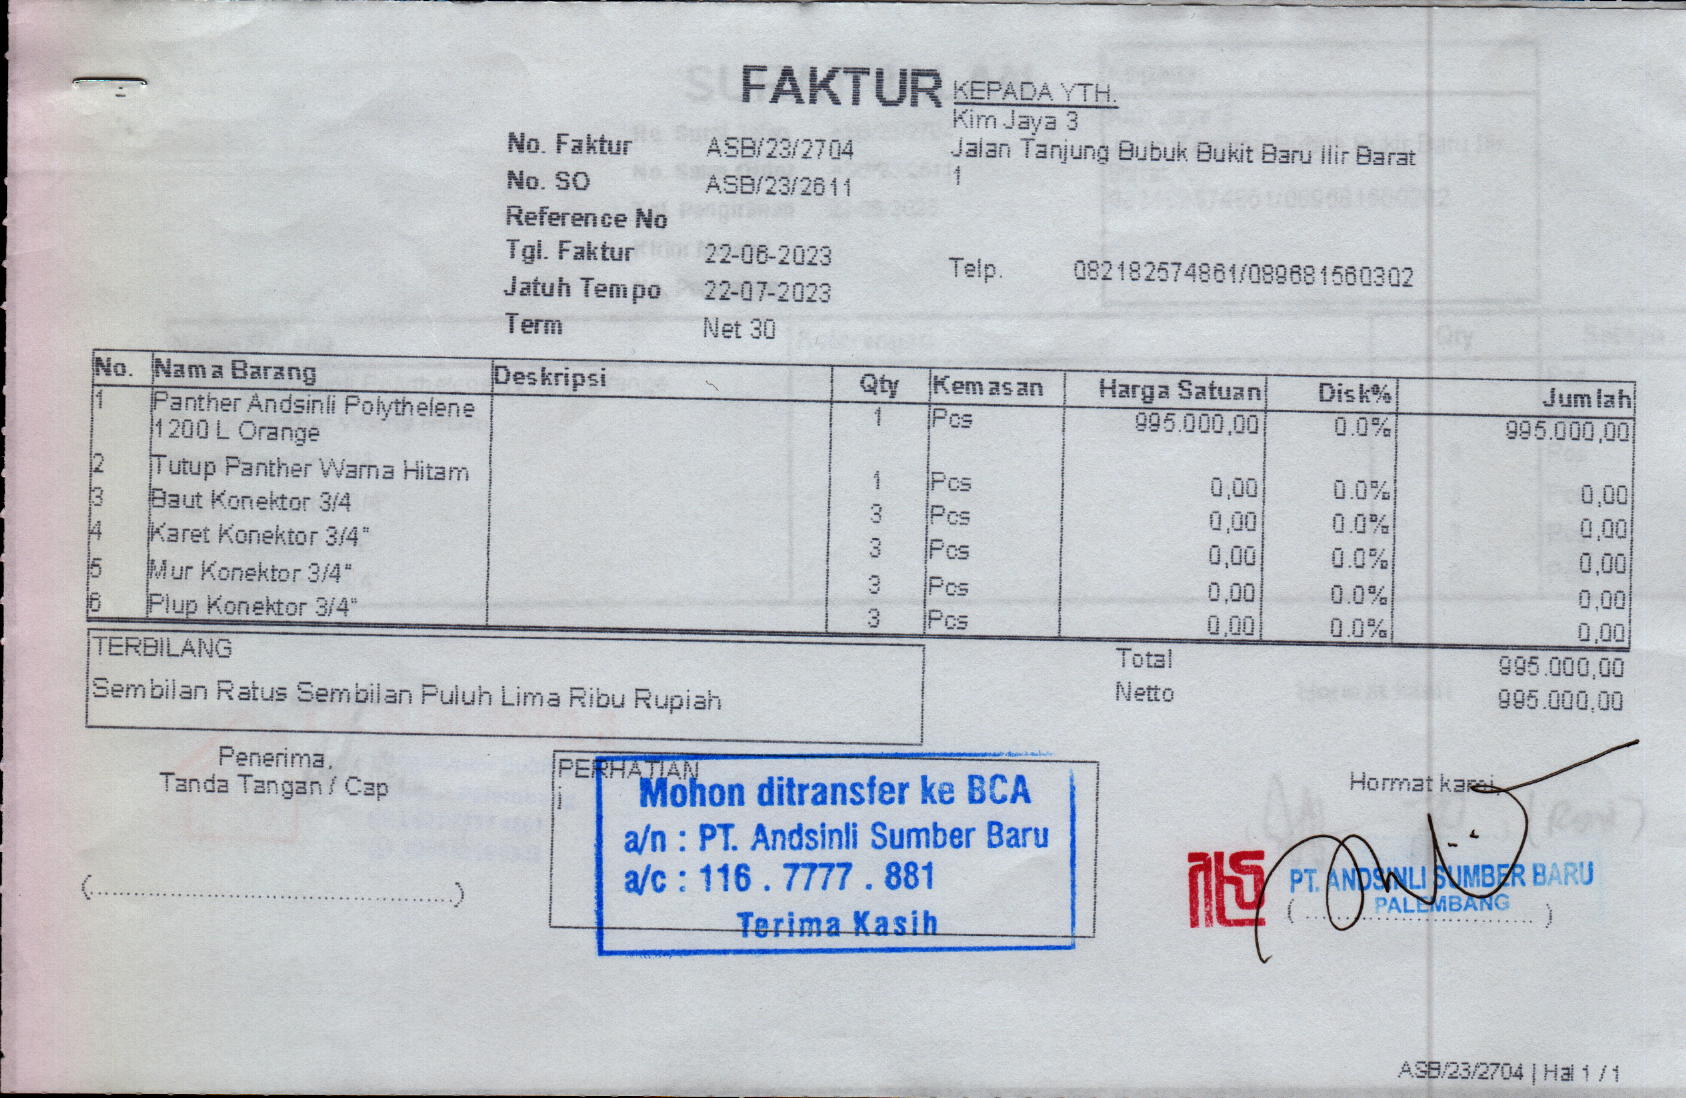 FAKTUR
KEPADA YTH.
Kim Jaya 3
Jalan Tanjung Bubuk Bukit Baru Ilir Barat
1
No. Faktur ASB/23/2704
No. SO ASB/23/2611
Reference No
Tgl. Faktur 22-06-2023
Jatuh Tempo 22-07-2023
Term Net 30
Telp. 082182574861/089681560302
No. Nama Barang Deskripsi Qty Kemasan Harga Satuan Disk% Jumlah
1 Panther Andsinli Polythelene 1 Pcs 995.000,00 0.0% 995.000,00
1200 L Orange
2 Tutup Panther Warna Hitam 1 Pcs 0,00 0.0% 0,00
3 Baut Konektor 3/4 3 Pcs 0,00 0.0% 0,00
4 Karet Konektor 3/4" 3 Pcs 0,00 0.0% 0,00
5 Mur Konektor 3/4" 3 Pcs 0,00 0.0% 0,00
6 Plup Konektor 3/4" 3 Pcs 0,00 0.0% 0,00
TERBILANG
Sembilan Ratus Sembilan Puluh Lima Ribu Rupiah
Total 995.000,00
Netto 995.000,00
Penerima,
Tanda Tangan / Cap
(.............................................)
PERHATIAN
i
Mohon ditransfer ke BCA
a/n : PT. Andsinli Sumber Baru
a/c : 116 . 7777 . 881
Terima Kasih
Hormat kami,
PT. ANDSINLI SUMBER BARU
PALEMBANG
(..............................)
ASB/23/2704 | Hal 1 / 1